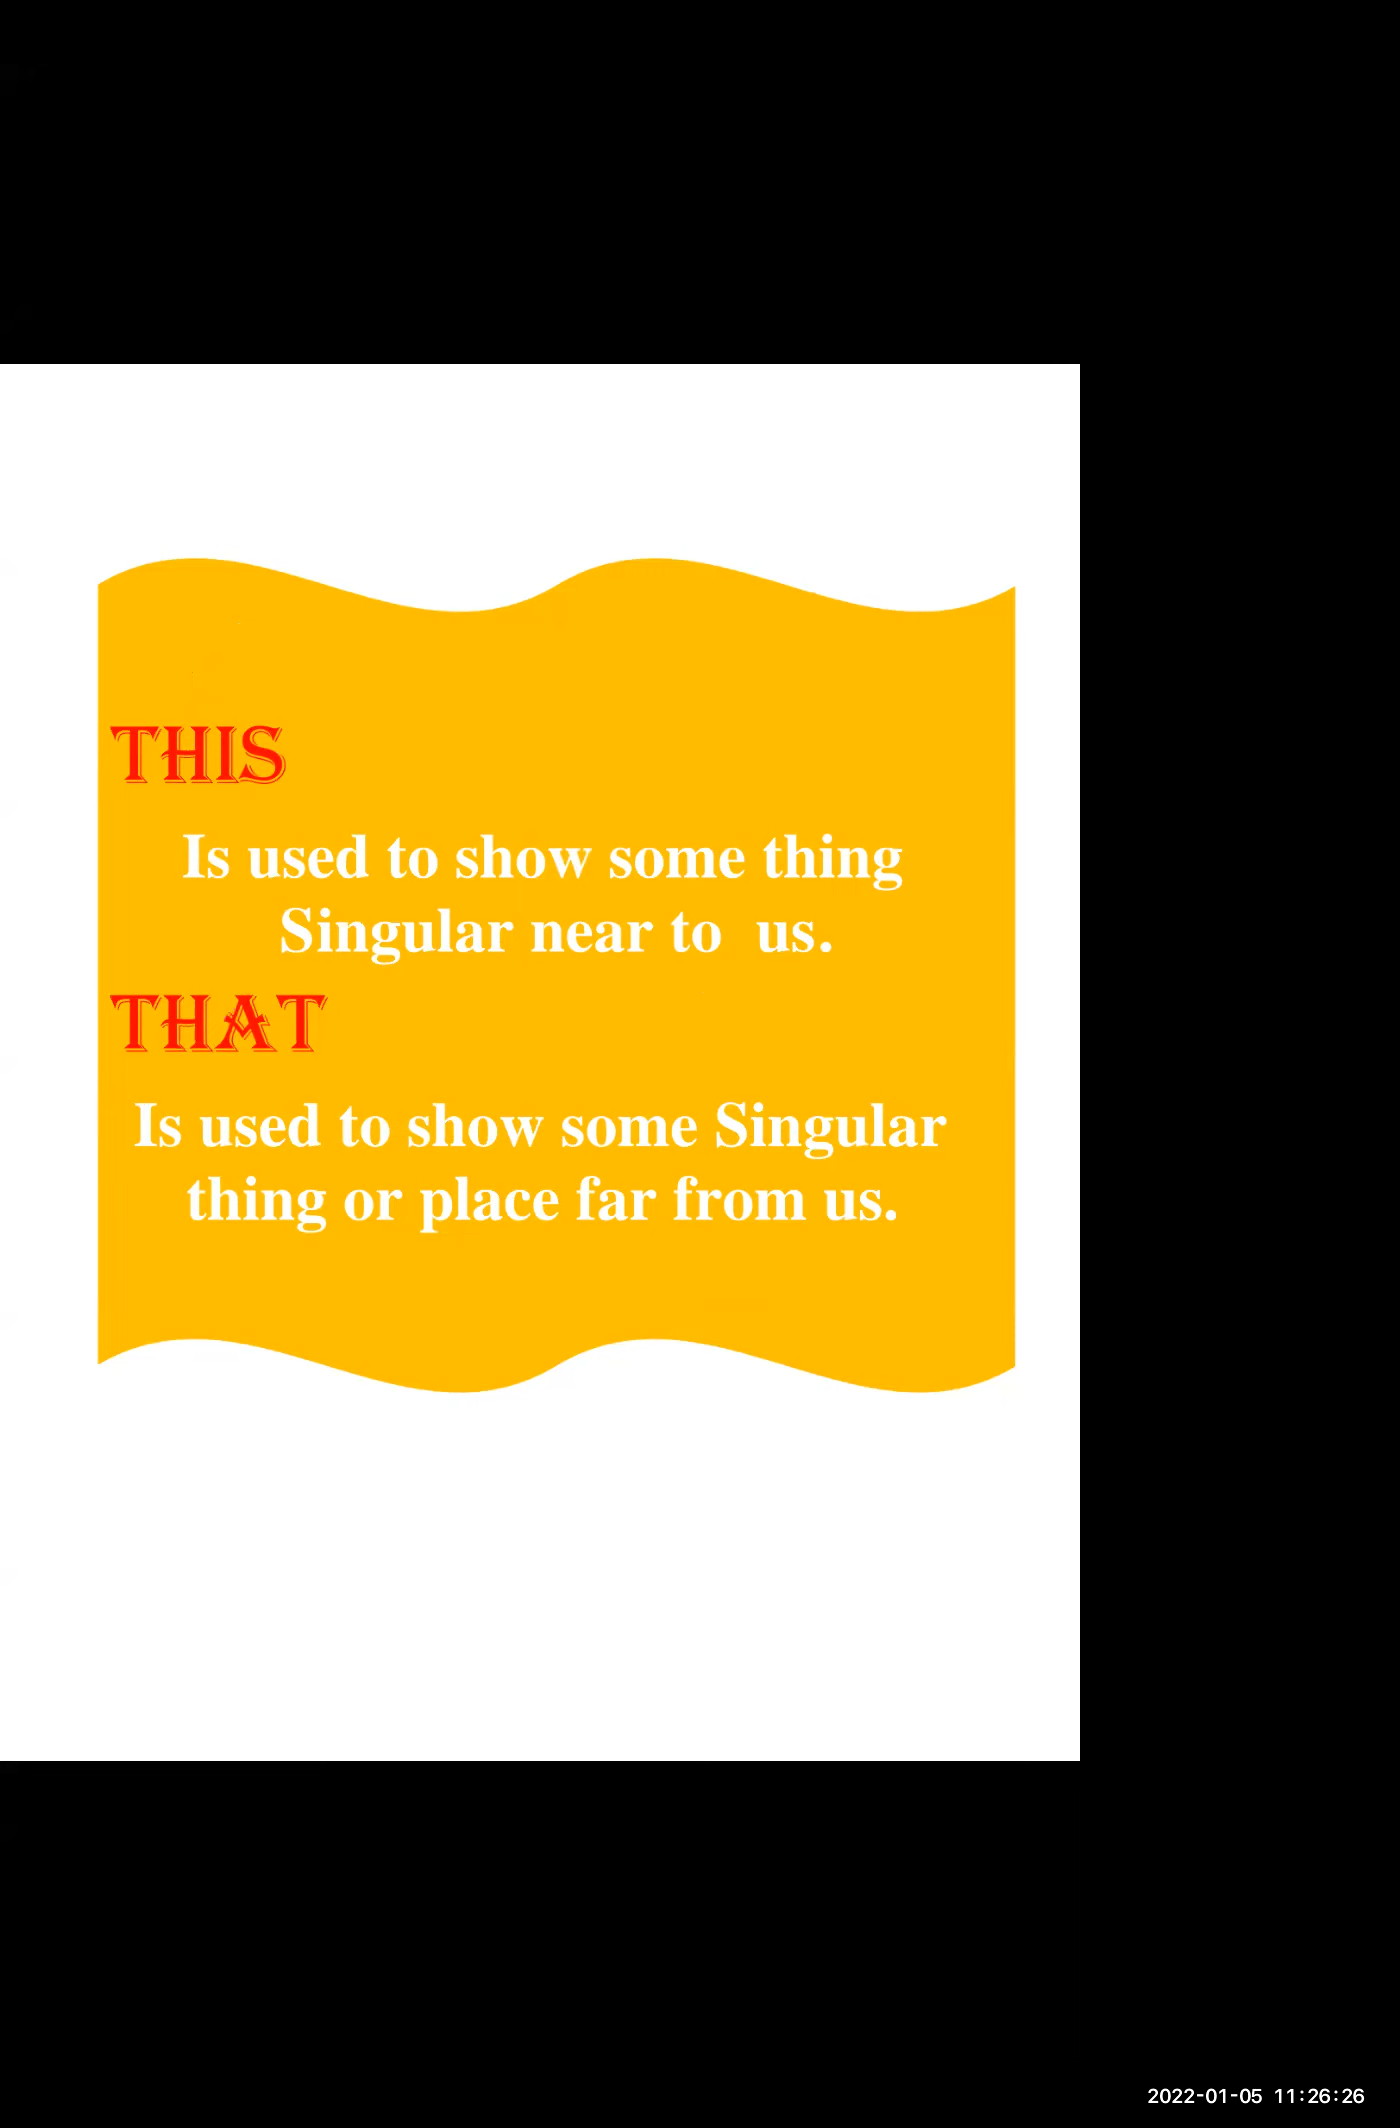 THIS
Is used to show some thing
Singular near to  us.
THAT
Is used to show some Singular
thing or place far from us.
2022-01-05 11:26:26